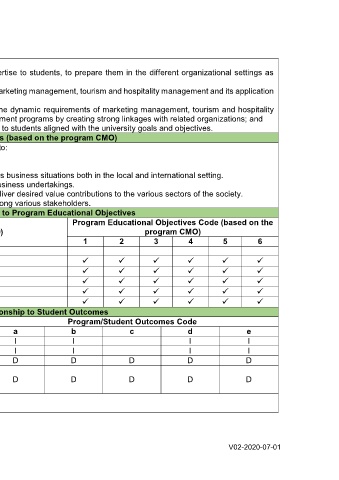 rtise to students, to prepare them in the different organizational settings as
arketing management, tourism and hospitality management and its application
he dynamic requirements of marketing management, tourism and hospitality
ment programs by creating strong linkages with related organizations; and
to students aligned with the university goals and objectives.
s (based on the program CMO)
o:
s business situations both in the local and international setting.
usiness undertakings.
liver desired value contributions to the various sectors of the society.
ong various stakeholders.
to Program Educational Objectives
) Program Educational Objectives Code (based on the
program CMO)
1 2 3 4 5 6
✓ ✓ ✓ ✓ ✓ ✓
✓ ✓ ✓ ✓ ✓ ✓
✓ ✓ ✓ ✓ ✓ ✓
✓ ✓ ✓ ✓ ✓ ✓
✓ ✓ ✓ ✓ ✓ ✓
onship to Student Outcomes
Program/Student Outcomes Code
a b c d e
I I I I
I I I I
D D D D D
D D D D D
V02-2020-07-01